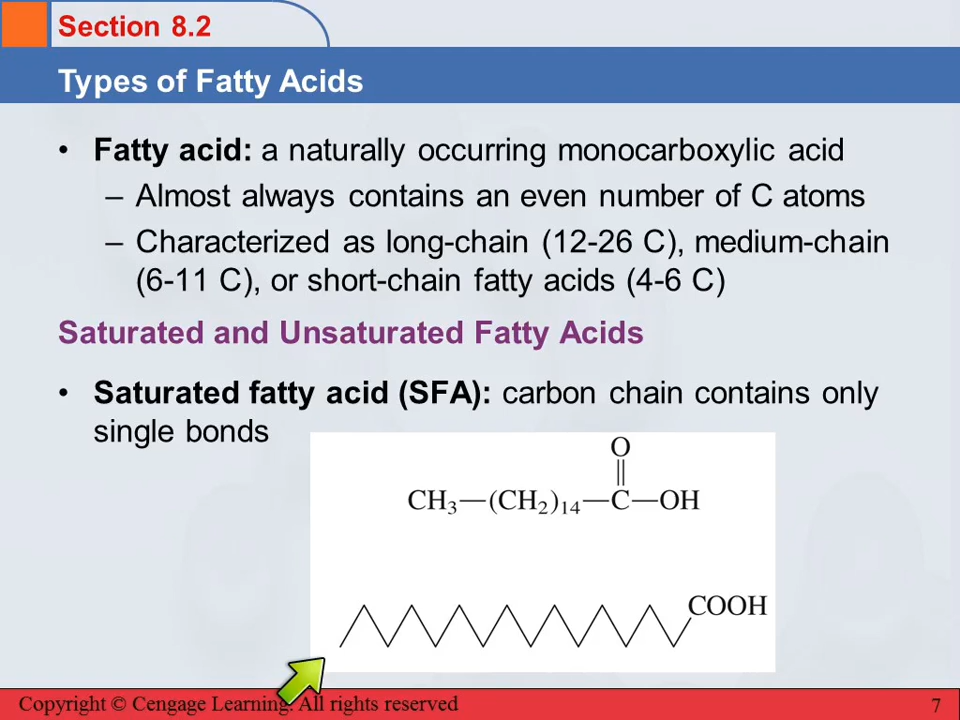 Section 8.2
Types of Fatty Acids
• Fatty acid: a naturally occurring monocarboxylic acid
– Almost always contains an even number of C atoms
– Characterized as long-chain (12-26 C), medium-chain
(6-11 C), or short-chain fatty acids (4-6 C)
Saturated and Unsaturated Fatty Acids
• Saturated fatty acid (SFA): carbon chain contains only
single bonds
O
CH₃—(CH₂)₁₄—C—OH
COOH
Copyright © Cengage Learning. All rights reserved
7